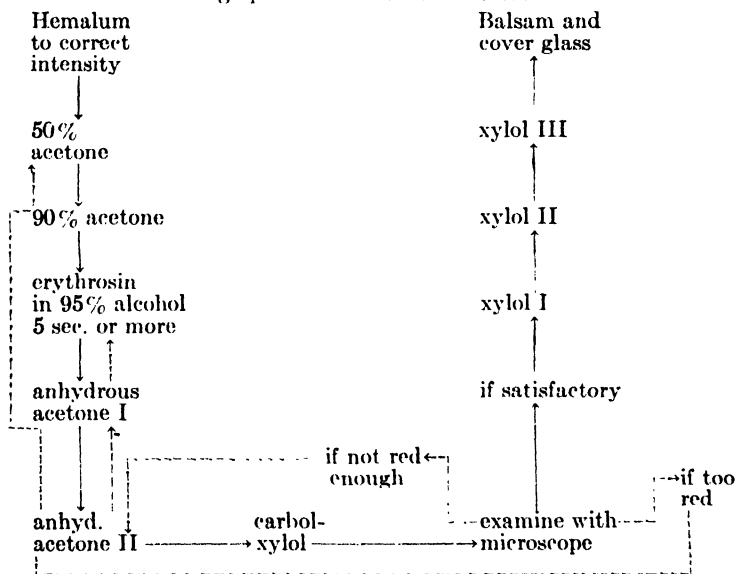 Hemalum
to correct
intensity
50%
acetone
90% acetone
erythrosin
in 95% alcohol
5 sec. or more
anhydrous
acetone I
anhyd.
acetone II
carbol-
xylol
if not red
enough
examine with
microscope
if too
red
if satisfactory
xylol I
xylol II
xylol III
Balsam and
cover glass